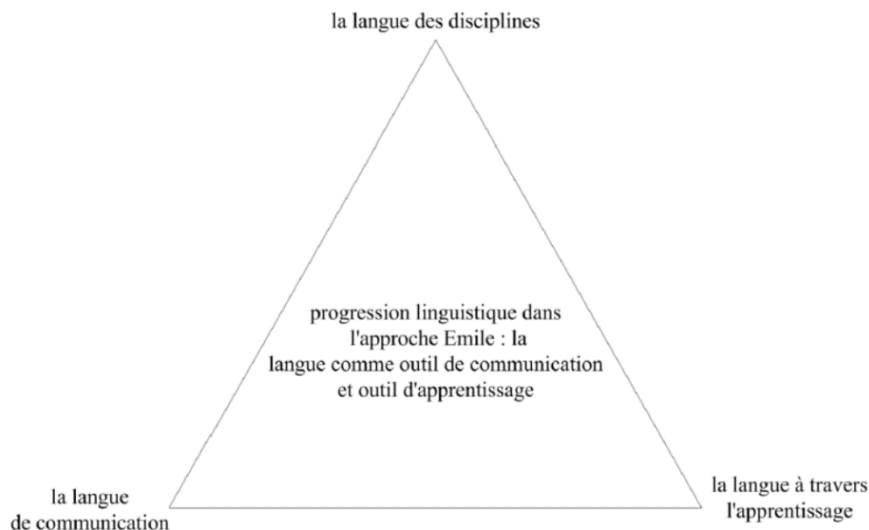 la langue des disciplines
progression linguistique dans
l'approche Emile : la
langue comme outil de communication
et outil d'apprentissage
la langue
de communication
la langue à travers
l'apprentissage